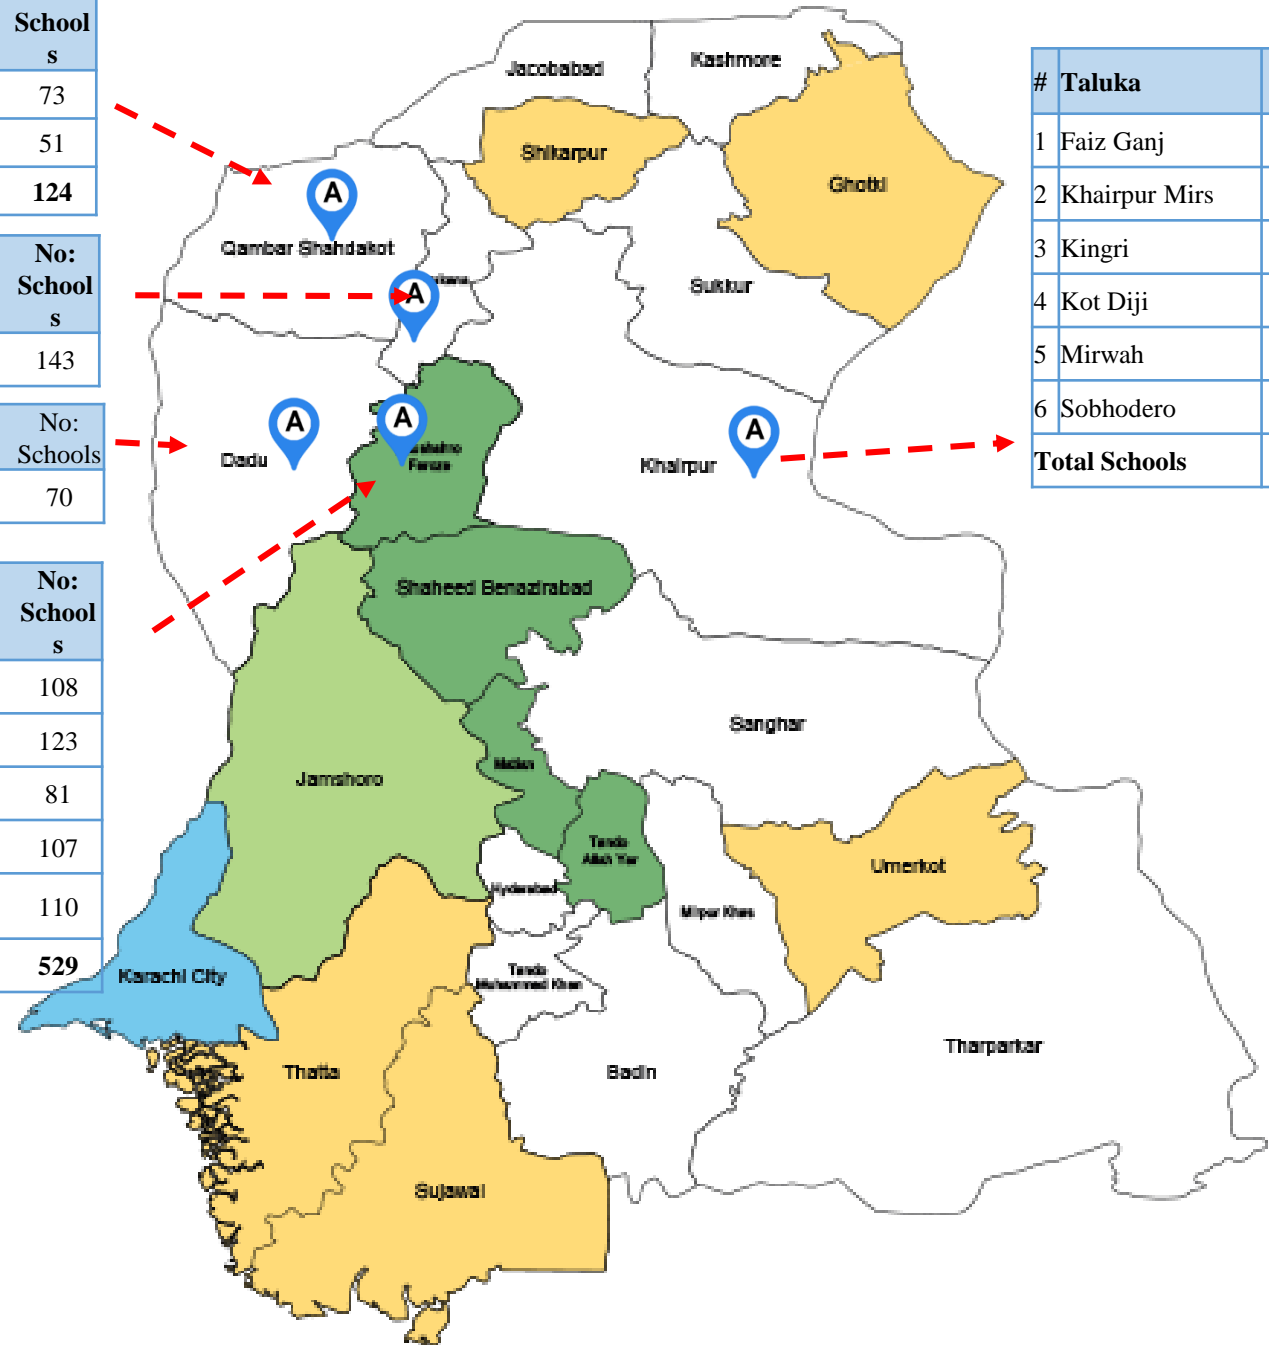 School
s
73
51
124
No:
School
s
143
No:
Schools
70
No:
School
s
108
123
81
107
110
529
# Taluka
1 Faiz Ganj
2 Khairpur Mirs
3 Kingri
4 Kot Diji
5 Mirwah
6 Sobhodero
Total Schools
Jacobabad
Kashmore
Shikarpur
Ghotki
A
Qambar Shahdakot
A
Sukkur
A
Dadu
A
A
Khairpur
Shaheed Benazirabad
Sanghar
Matiari
Jamshoro
Tando
Allah Yar
Umerkot
Hyderabad
Mirpur Khas
Karachi City
Tando
Muhammad Khan
Thatta
Badin
Tharparkar
Sujawal